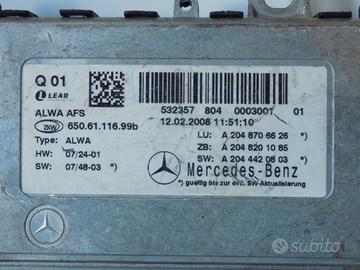 Q 01
LEAR
532357 804 0003001 01
ALWA AFS
12.02.2008 11:51:10
ZKW 650.61.116.99b
LU: A 204 870 66 26 *)
Type: ALWA
ZB: A 204 820 10 85
HW: 07/24-01
SW: A 204 442 08 03 *)
SW: 07/48-03 *)
Mercedes-Benz
*) gueltig bis zur evtl. SW-Aktualisierung
subito